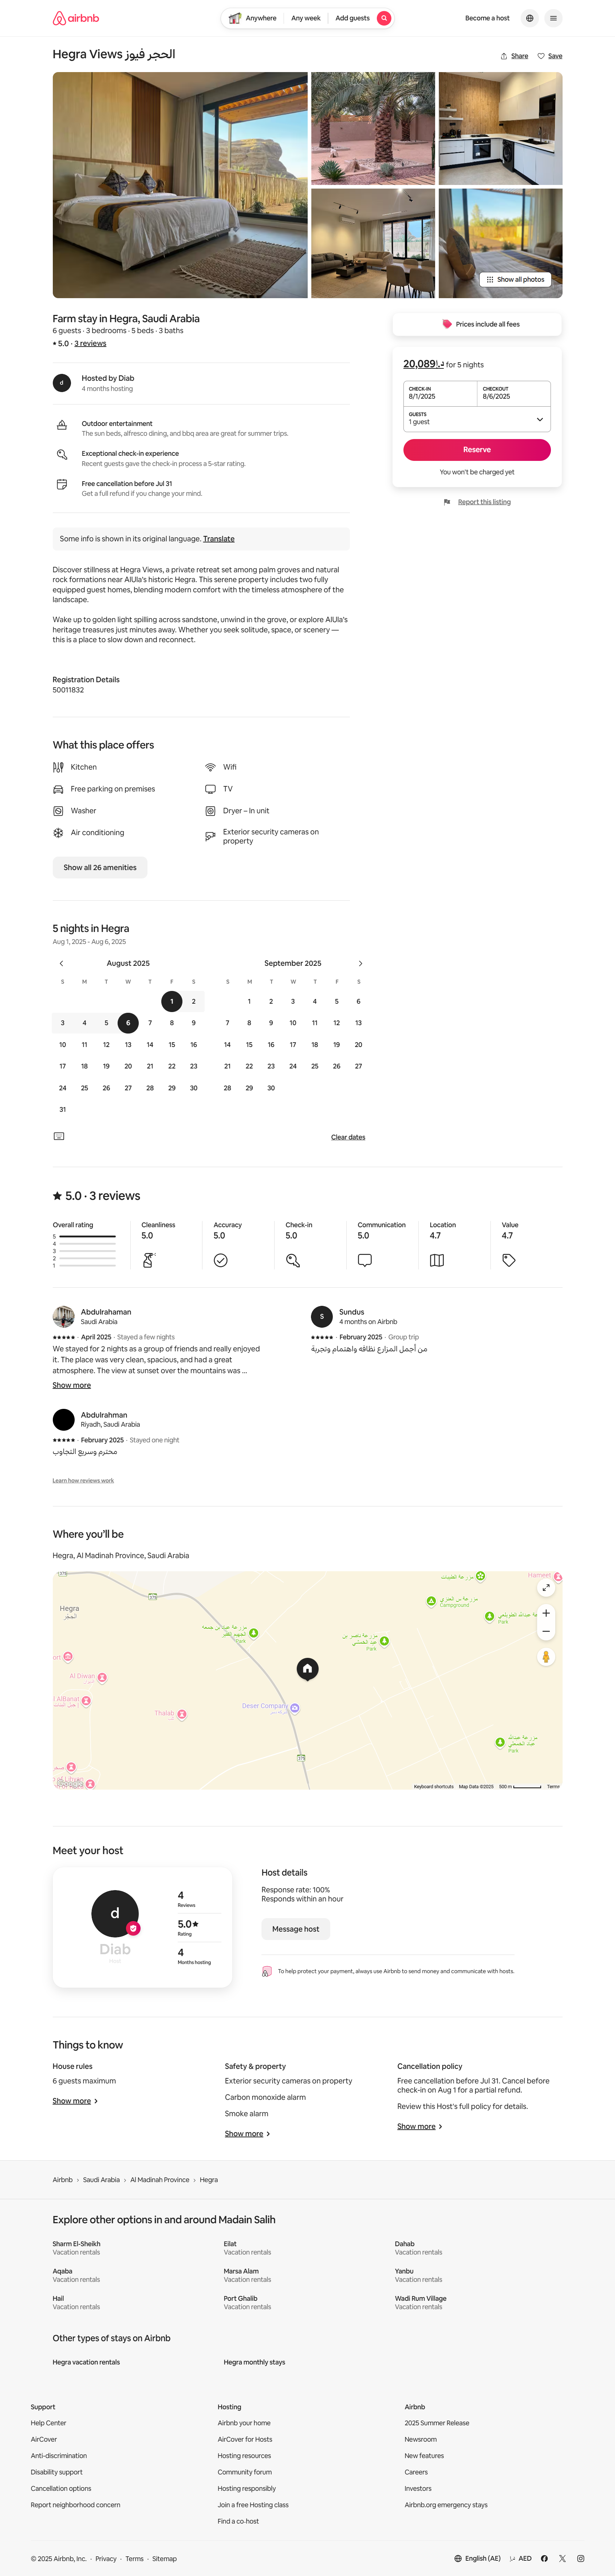 airbnb
Anywhere
Any week
Add guests
Become a host
Hegra Views الحجر فيوز
Share
Save
Show all photos
Farm stay in Hegra, Saudi Arabia
6 guests · 3 bedrooms · 5 beds · 3 baths
5.0 · 3 reviews
Prices include all fees
20,089د.إ for 5 nights
CHECK-IN
8/1/2025
CHECKOUT
8/6/2025
GUESTS
1 guest
Reserve
You won't be charged yet
Report this listing
d
Hosted by Diab
4 months hosting
Outdoor entertainment
The sun beds, alfresco dining, and bbq area are great for summer trips.
Exceptional check-in experience
Recent guests gave the check-in process a 5-star rating.
Free cancellation before Jul 31
Get a full refund if you change your mind.
Some info is shown in its original language. Translate
Discover stillness at Hegra Views, a private retreat set among palm groves and natural
rock formations near AlUla's historic Hegra. This serene property includes two fully
equipped guest homes, blending modern comfort with the timeless atmosphere of the
landscape.
Wake up to golden light spilling across sandstone, unwind in the grove, or explore AlUla's
heritage treasures just minutes away. Whether you seek solitude, space, or scenery —
this is a place to slow down and reconnect.
Registration Details
50011832
What this place offers
Kitchen
Wifi
Free parking on premises
TV
Washer
Dryer – In unit
Air conditioning
Exterior security cameras on
property
Show all 26 amenities
5 nights in Hegra
Aug 1, 2025 - Aug 6, 2025
August 2025
S M T W T F S
1 2
3 4 5 6 7 8 9
10 11 12 13 14 15 16
17 18 19 20 21 22 23
24 25 26 27 28 29 30
31
September 2025
S M T W T F S
1 2 3 4 5 6
7 8 9 10 11 12 13
14 15 16 17 18 19 20
21 22 23 24 25 26 27
28 29 30
Clear dates
5.0 · 3 reviews
Overall rating
5
4
3
2
1
Cleanliness
5.0
Accuracy
5.0
Check-in
5.0
Communication
5.0
Location
4.7
Value
4.7
Abdulrahaman
Saudi Arabia
· April 2025 · Stayed a few nights
We stayed for 2 nights as a group of friends and really enjoyed
it. The place was very clean, spacious, and had a great
atmosphere. The view at sunset over the mountains was ...
Show more
S
Sundus
4 months on Airbnb
· February 2025 · Group trip
من أجمل المزارع نظافه واهتمام وتجربة
Abdulrahman
Riyadh, Saudi Arabia
· February 2025 · Stayed one night
محترم وسريع التجاوب
Learn how reviews work
Where you'll be
Hegra, Al Madinah Province, Saudi Arabia
375
Hegra
الحجر
Al Diwan
Thalab
Deser Company
Park
Park
Campground
Park
Park
Hameet
375
Keyboard shortcuts
Map Data ©2025
500 m
Terms
Meet your host
d
Diab
Host
4
Reviews
5.0
Rating
4
Months hosting
Host details
Response rate: 100%
Responds within an hour
Message host
To help protect your payment, always use Airbnb to send money and communicate with hosts.
Things to know
House rules
6 guests maximum
Show more
Safety & property
Exterior security cameras on property
Carbon monoxide alarm
Smoke alarm
Show more
Cancellation policy
Free cancellation before Jul 31. Cancel before
check-in on Aug 1 for a partial refund.
Review this Host's full policy for details.
Show more
Airbnb › Saudi Arabia › Al Madinah Province › Hegra
Explore other options in and around Madain Salih
Sharm El-Sheikh
Vacation rentals
Eilat
Vacation rentals
Dahab
Vacation rentals
Aqaba
Vacation rentals
Marsa Alam
Vacation rentals
Yanbu
Vacation rentals
Hail
Vacation rentals
Port Ghalib
Vacation rentals
Wadi Rum Village
Vacation rentals
Other types of stays on Airbnb
Hegra vacation rentals
Hegra monthly stays
Support
Help Center
AirCover
Anti-discrimination
Disability support
Cancellation options
Report neighborhood concern
Hosting
Airbnb your home
AirCover for Hosts
Hosting resources
Community forum
Hosting responsibly
Join a free Hosting class
Find a co-host
Airbnb
2025 Summer Release
Newsroom
New features
Careers
Investors
Airbnb.org emergency stays
© 2025 Airbnb, Inc. · Privacy · Terms · Sitemap
English (AE)
د.إ AED